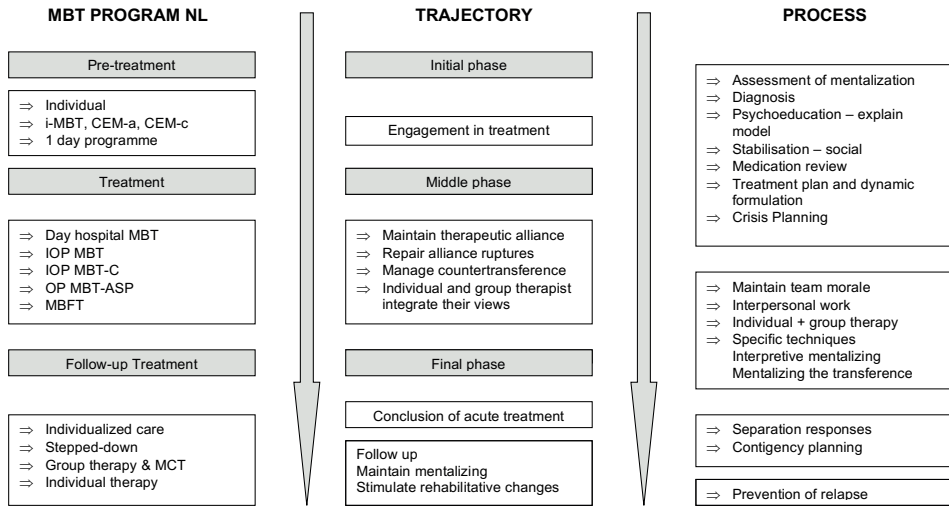 MBT PROGRAM NL
Pre-treatment
⇒ Individual
⇒ i-MBT, CEM-a, CEM-c
⇒ 1 day programme
Treatment
⇒ Day hospital MBT
⇒ IOP MBT
⇒ IOP MBT-C
⇒ OP MBT-ASP
⇒ MBFT
Follow-up Treatment
⇒ Individualized care
⇒ Stepped-down
⇒ Group therapy & MCT
⇒ Individual therapy
TRAJECTORY
Initial phase
Engagement in treatment
Middle phase
⇒ Maintain therapeutic alliance
⇒ Repair alliance ruptures
⇒ Manage countertransference
⇒ Individual and group therapist
integrate their views
Final phase
Conclusion of acute treatment
Follow up
Maintain mentalizing
Stimulate rehabilitative changes
PROCESS
⇒ Assessment of mentalization
⇒ Diagnosis
⇒ Psychoeducation – explain
model
⇒ Stabilisation – social
⇒ Medication review
⇒ Treatment plan and dynamic
formulation
⇒ Crisis Planning
⇒ Maintain team morale
⇒ Interpersonal work
⇒ Individual + group therapy
⇒ Specific techniques
Interpretive mentalizing
Mentalizing the transference
⇒ Separation responses
⇒ Contigency planning
⇒ Prevention of relapse